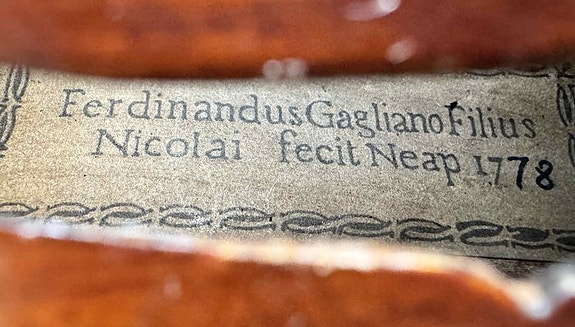 Ferdinandus Gagliano Filius
Nicolai fecit Neap 1778